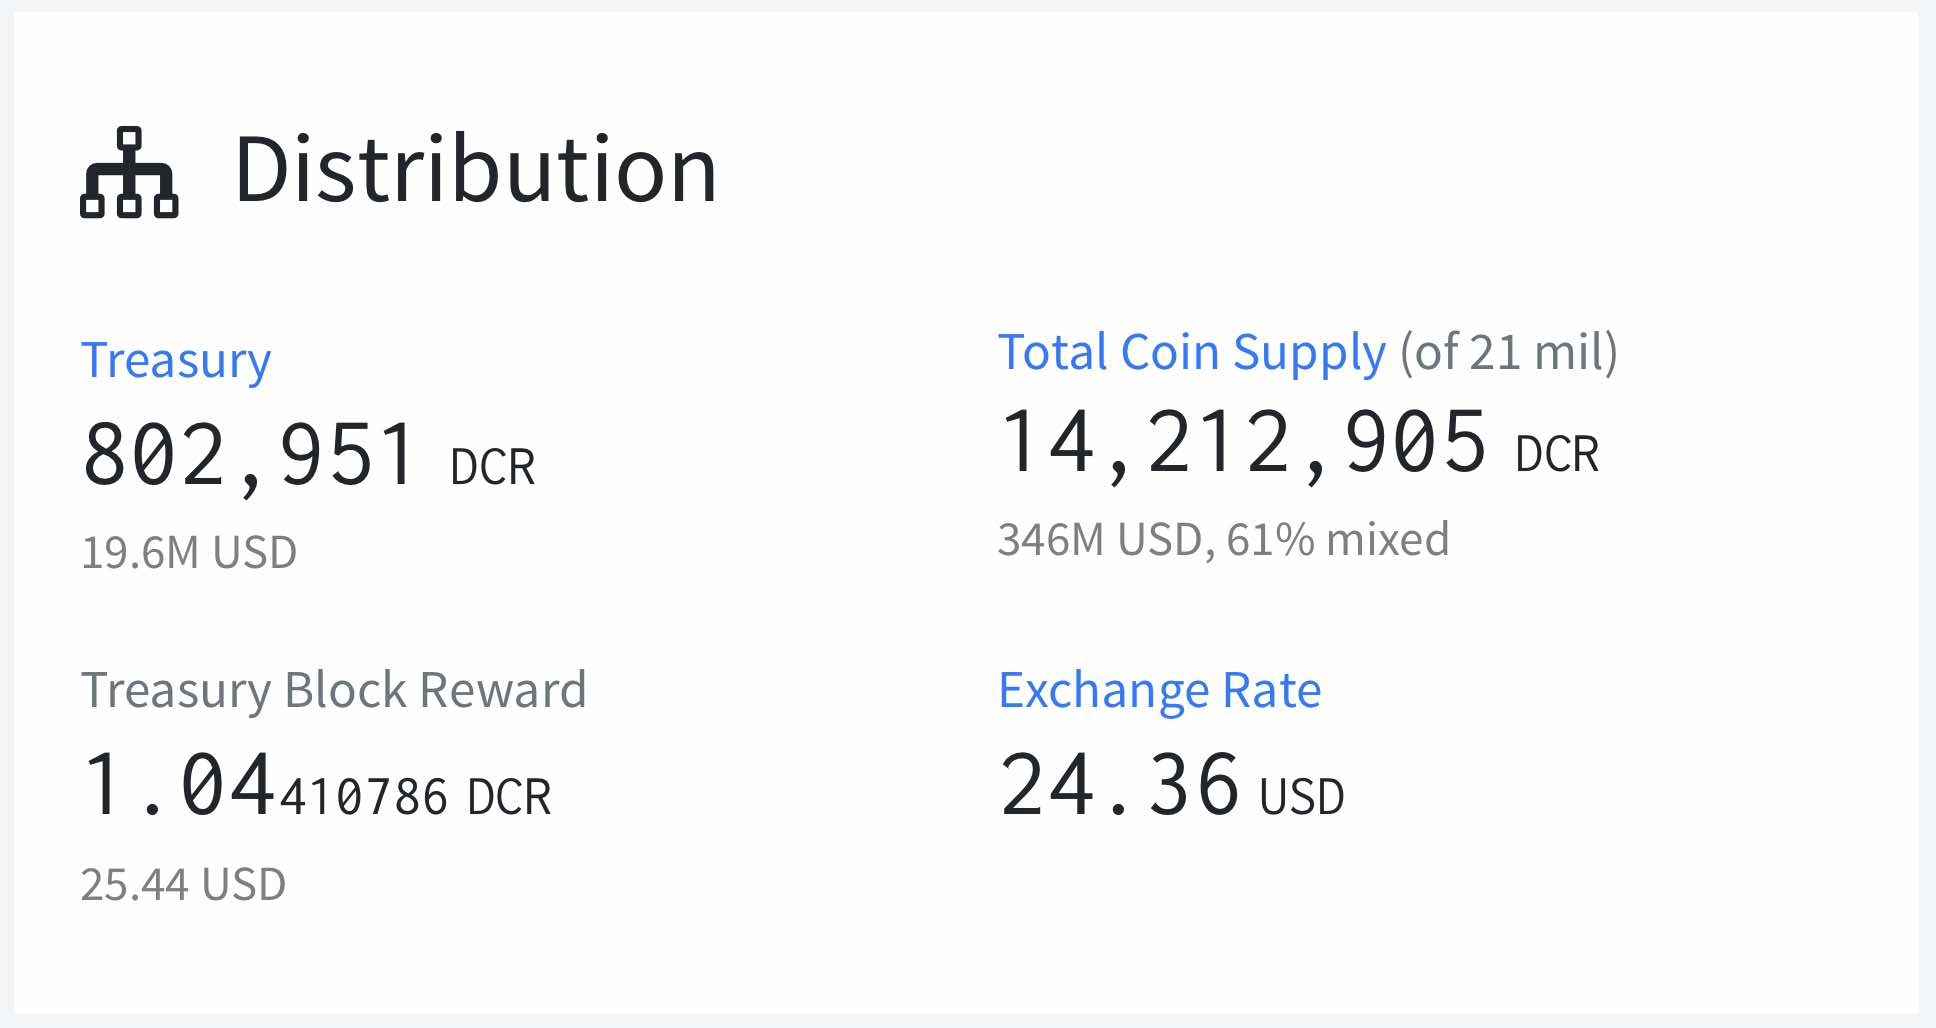 Distribution
Treasury
802,951 DCR
19.6M USD
Total Coin Supply (of 21 mil)
14,212,905 DCR
346M USD, 61% mixed
Treasury Block Reward
1.04410786 DCR
25.44 USD
Exchange Rate
24.36 USD